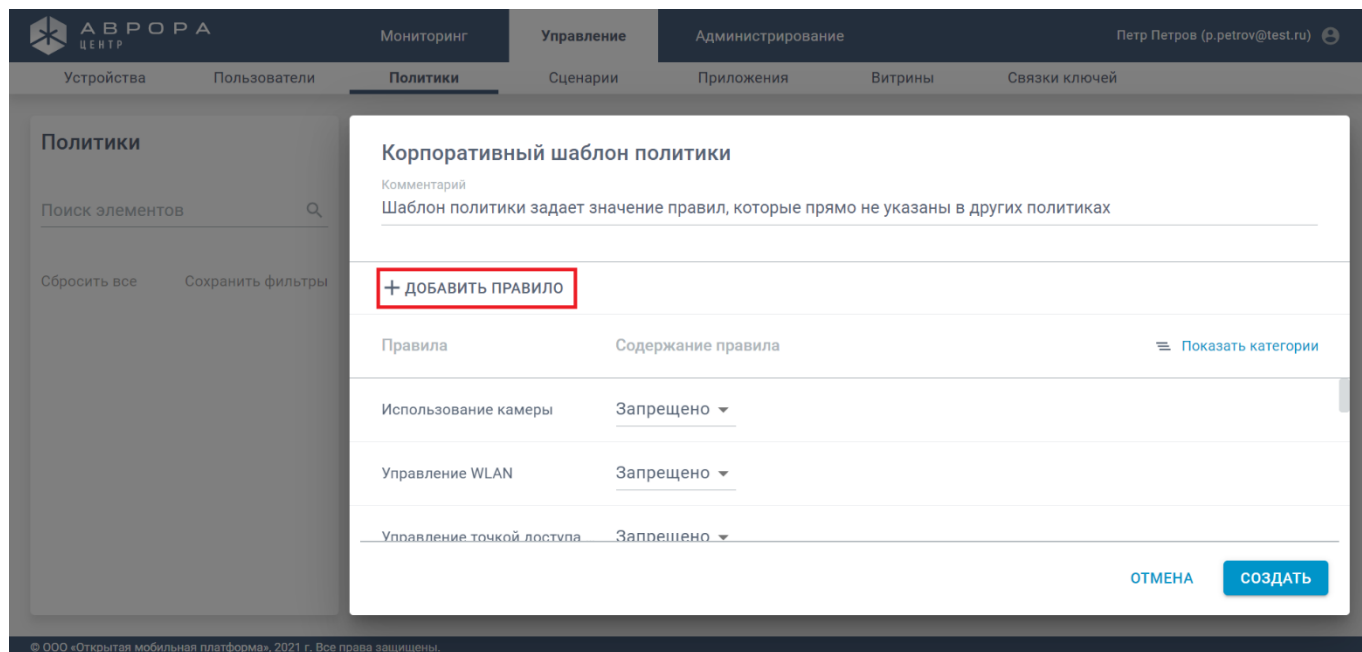 АВРОРА
ЦЕНТР
Мониторинг Управление Администрирование Петр Петров (p.petrov@test.ru)
Устройства Пользователи Политики Сценарии Приложения Витрины Связки ключей
Политики
Поиск элементов
Сбросить все Сохранить фильтры
Корпоративный шаблон политики
Комментарий
Шаблон политики задает значение правил, которые прямо не указаны в других политиках
+ ДОБАВИТЬ ПРАВИЛО
Правила Содержание правила Показать категории
Использование камеры Запрещено
Управление WLAN Запрещено
Управление точкой доступа Запрещено
ОТМЕНА СОЗДАТЬ
© ООО «Открытая мобильная платформа», 2021 г. Все права защищены.